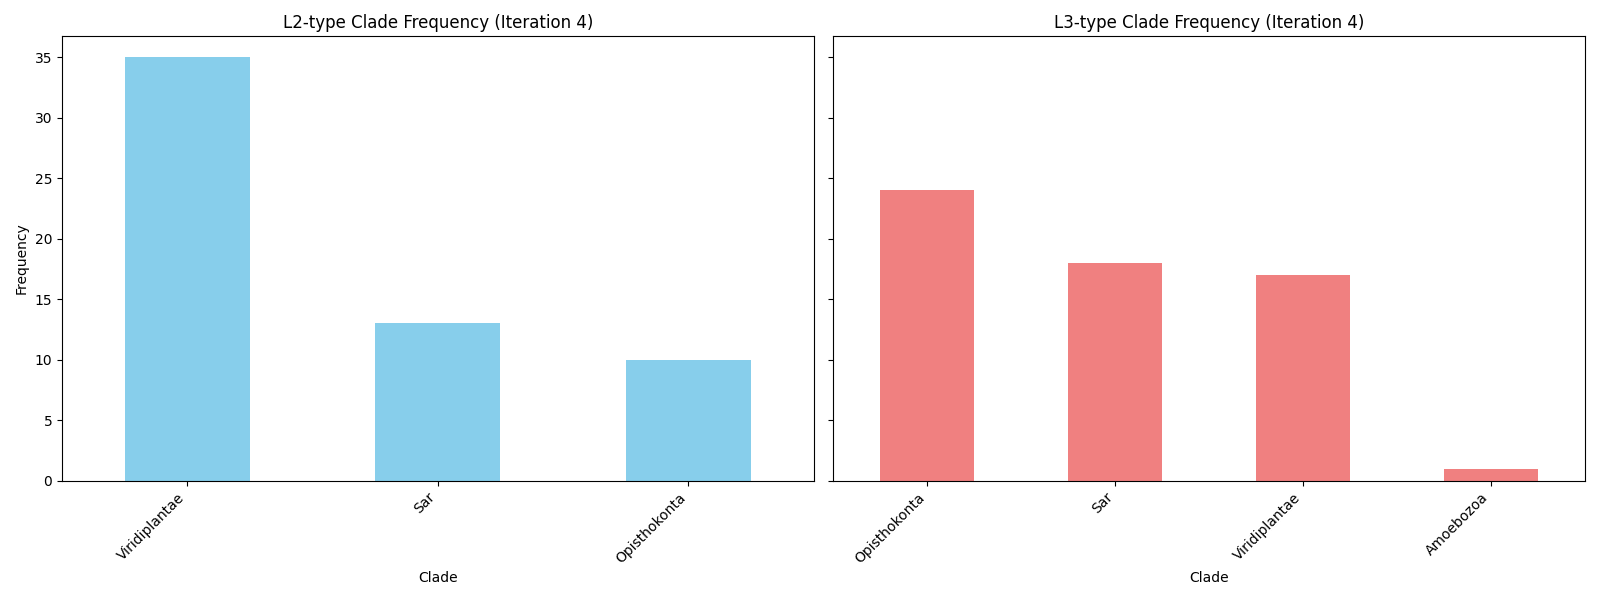 L2-type Clade Frequency (Iteration 4)
Frequency
35
30
25
20
15
10
5
0
Viridiplantae
Sar
Opisthokonta
Clade
L3-type Clade Frequency (Iteration 4)
Opisthokonta
Sar
Viridiplantae
Amoebozoa
Clade